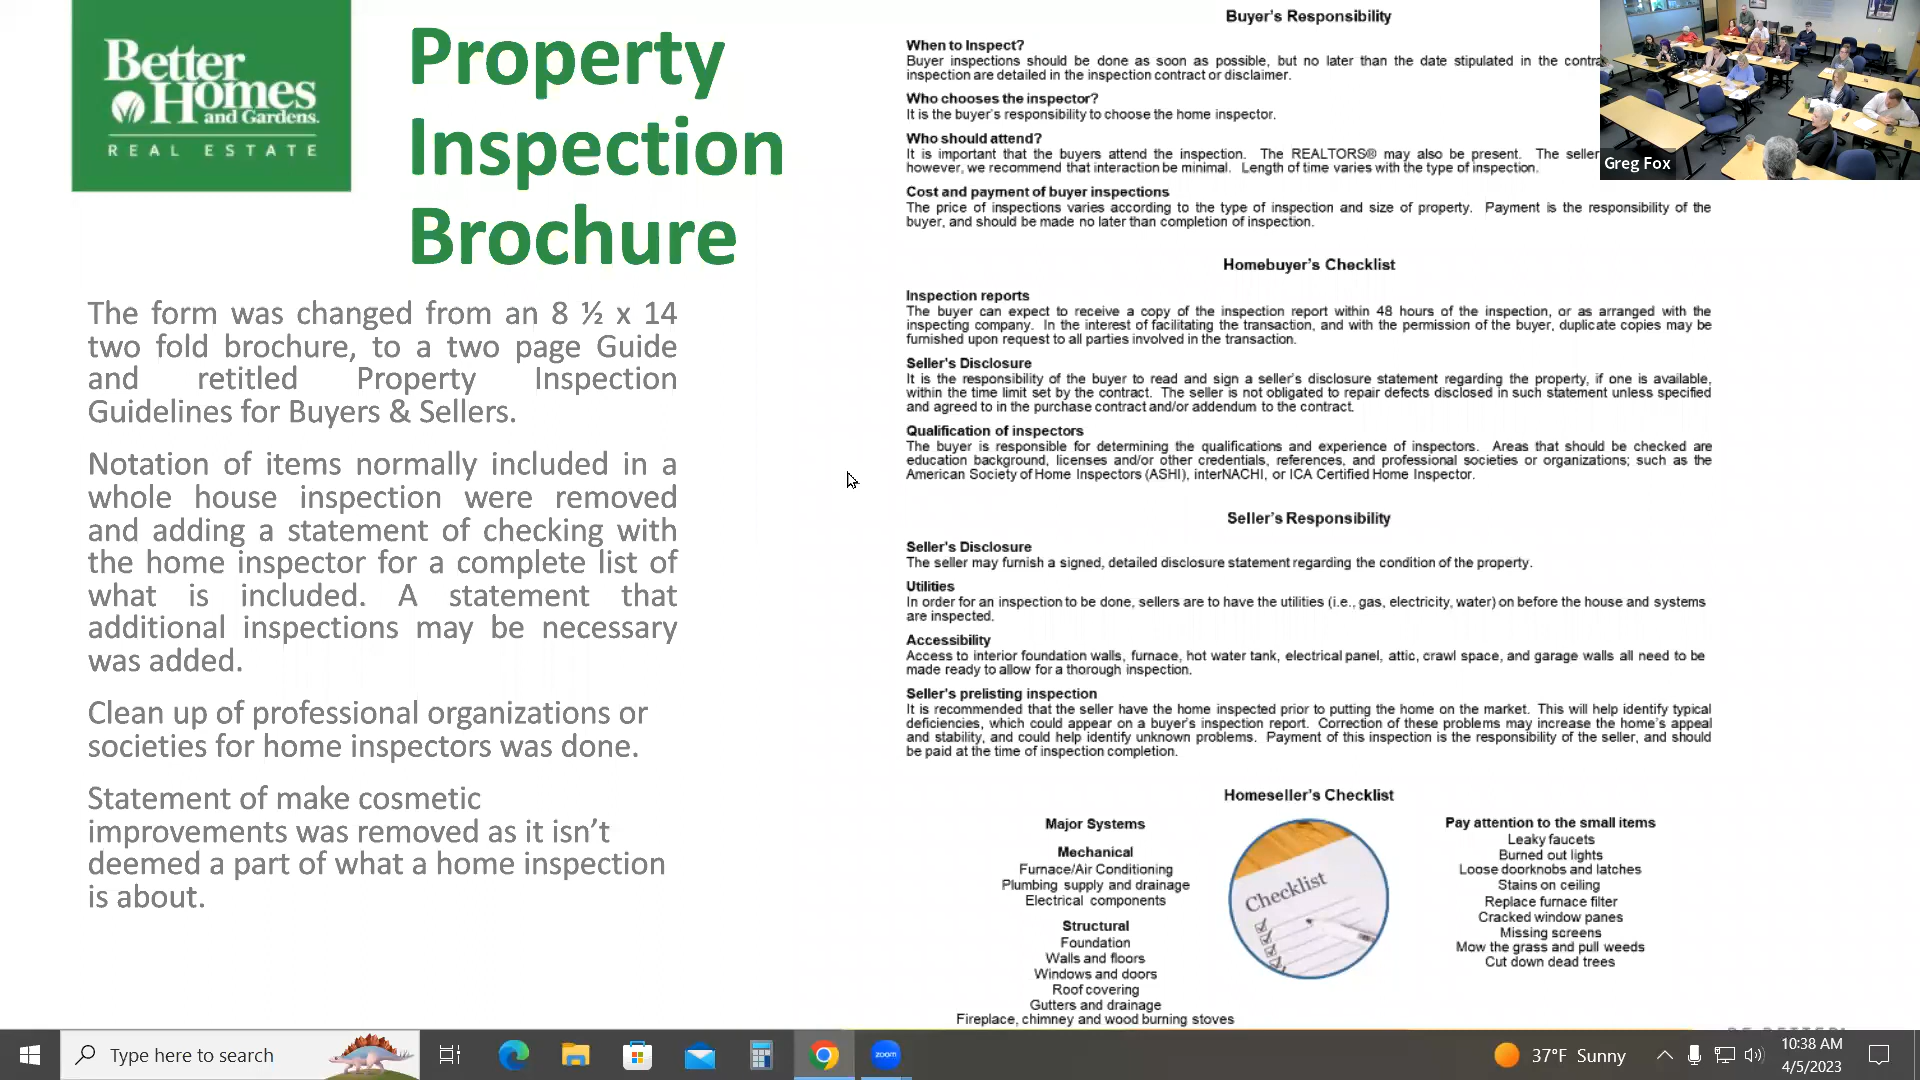 Better
Homes
and Gardens.
REAL ESTATE
Property
Inspection
Brochure
The form was changed from an 8 ½ x 14
two fold brochure, to a two page Guide
and retitled Property Inspection
Guidelines for Buyers & Sellers.
Notation of items normally included in a
whole house inspection were removed
and adding a statement of checking with
the home inspector for a complete list of
what is included. A statement that
additional inspections may be necessary
was added.
Clean up of professional organizations or
societies for home inspectors was done.
Statement of make cosmetic
improvements was removed as it isn’t
deemed a part of what a home inspection
is about.
Buyer's Responsibility
When to Inspect?
Buyer inspections should be done as soon as possible, but no later than the date stipulated in the
inspection are detailed in the inspection contract or disclaimer.
Who chooses the inspector?
It is the buyer's responsibility to choose the home inspector.
Who should attend?
It is important that the buyers attend the inspection. The REALTORS® may also be present. The seller
however, we recommend that interaction be minimal. Length of time varies with the type of inspection.
Cost and payment of buyer inspections
The price of inspections varies according to the type of inspection and size of property. Payment is the responsibility of the
buyer, and should be made no later than completion of inspection.
Homebuyer's Checklist
Inspection reports
The buyer can expect to receive a copy of the inspection report within 48 hours of the inspection, or as arranged with the
inspecting company. In the interest of facilitating the transaction, and with the permission of the buyer, duplicate copies may be
furnished upon request to all parties involved in the transaction.
Seller's Disclosure
It is the responsibility of the buyer to read and sign a seller's disclosure statement regarding the property, if one is available,
within the time limit set by the contract. The seller is not obligated to repair defects disclosed in such statement unless specified
and agreed to in the purchase contract and/or addendum to the contract.
Qualification of inspectors
The buyer is responsible for determining the qualifications and experience of inspectors. Areas that should be checked are
education background, licenses and/or other credentials, references, and professional societies or organizations; such as the
American Society of Home Inspectors (ASHI), interNACHI, or ICA Certified Home Inspector.
Seller's Responsibility
Seller's Disclosure
The seller may furnish a signed, detailed disclosure statement regarding the condition of the property.
Utilities
In order for an inspection to be done, sellers are to have the utilities (i.e., gas, electricity, water) on before the house and systems
are inspected.
Accessibility
Access to interior foundation walls, furnace, hot water tank, electrical panel, attic, crawl space, and garage walls all need to be
made ready to allow for a thorough inspection.
Seller's prelisting inspection
It is recommended that the seller have the home inspected prior to putting the home on the market. This will help identify typical
deficiencies, which could appear on a buyer's inspection report. Correction of these problems may increase the home's appeal
and stability, and could help identify unknown problems. Payment of this inspection is the responsibility of the seller, and should
be paid at the time of inspection completion.
Homeseller's Checklist
Major Systems
Mechanical
Furnace/Air Conditioning
Plumbing supply and drainage
Electrical components
Structural
Foundation
Walls and floors
Windows and doors
Roof covering
Gutters and drainage
Fireplace, chimney and wood burning stoves
Checklist
Pay attention to the small items
Leaky faucets
Burned out lights
Loose doorknobs and latches
Stains on ceiling
Replace furnace filter
Cracked window panes
Missing screens
Mow the grass and pull weeds
Cut down dead trees
Greg Fox
Type here to search
zoom
37°F Sunny
10:38 AM
4/5/2023